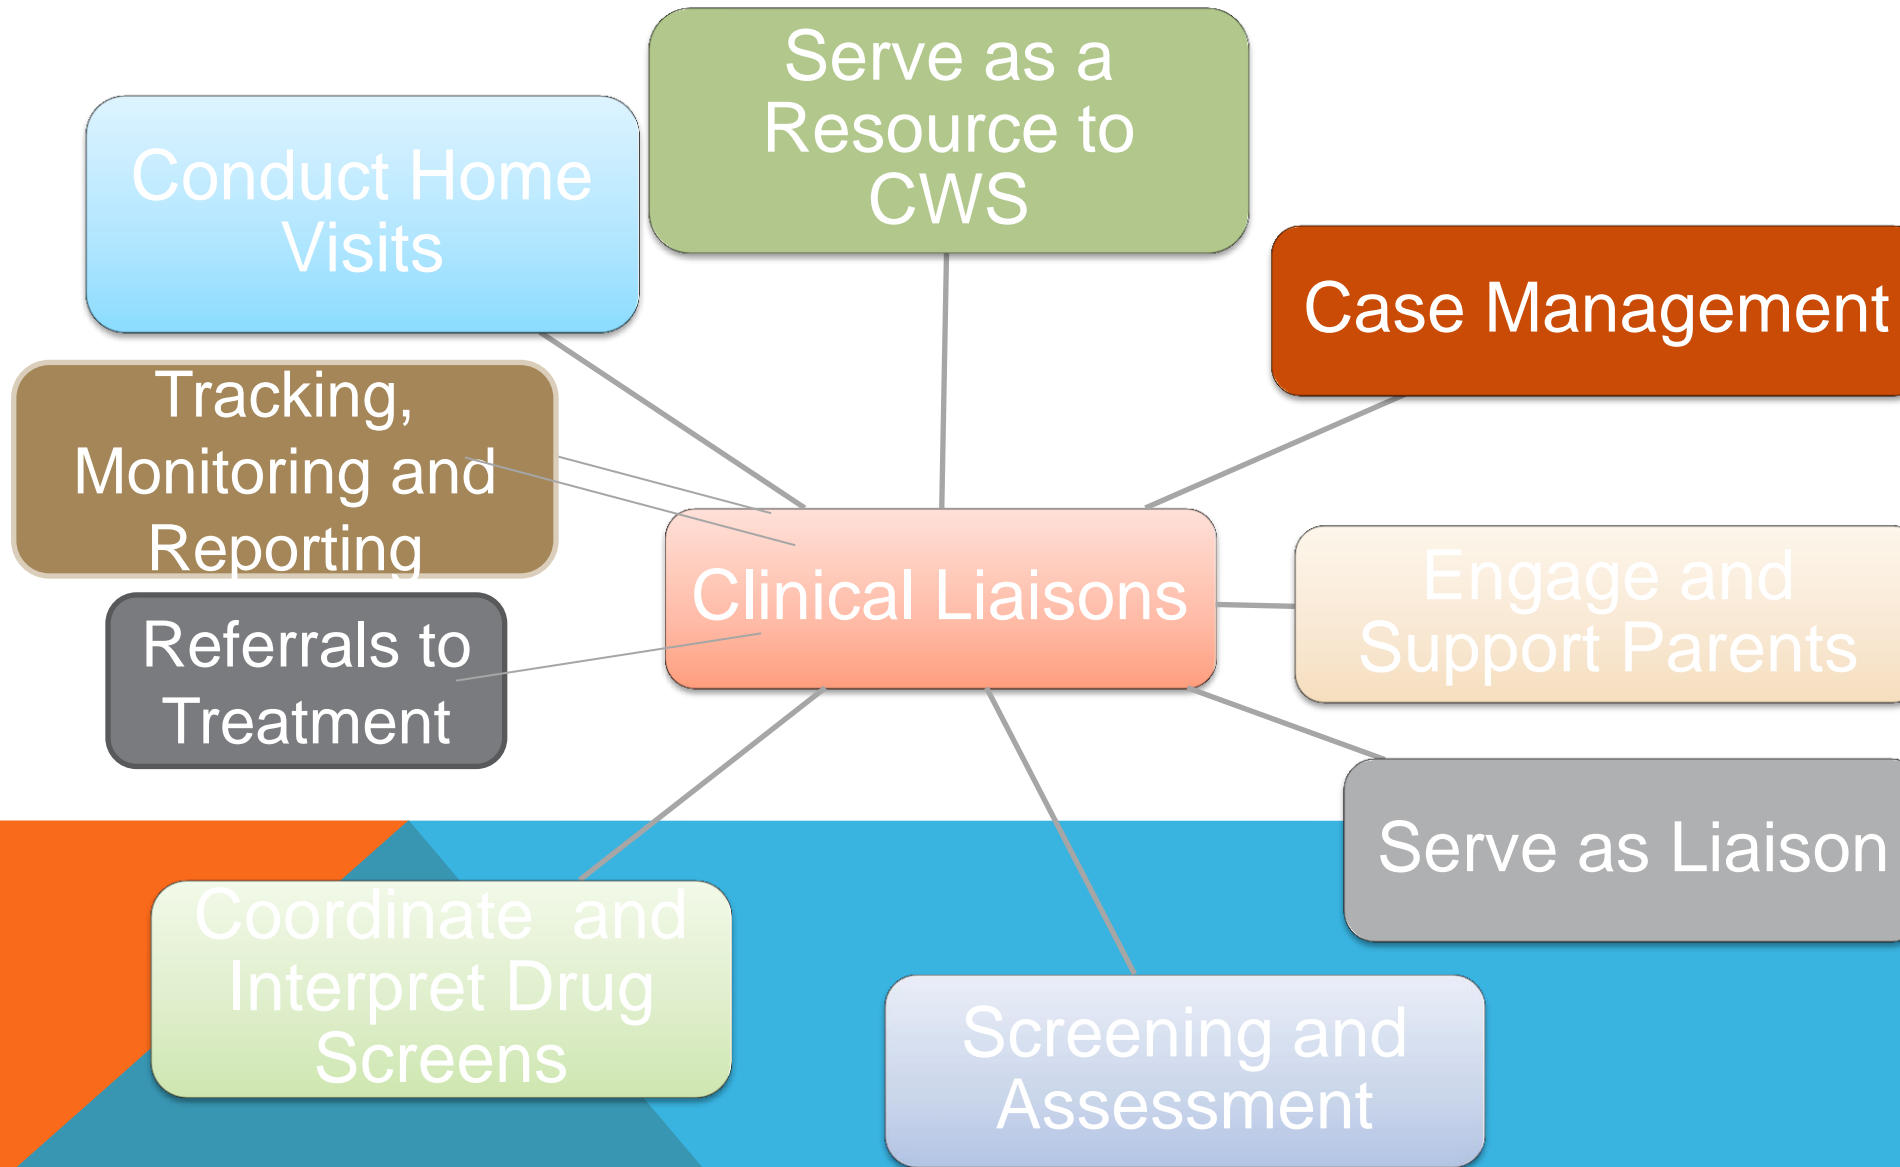 Serve as a
Resource to
CWS
Conduct Home
Visits
Case Management
Tracking,
Monitoring and
Reporting
Clinical Liaisons
Engage and
Support Parents
Referrals to
Treatment
Serve as Liaison
Coordinate  and
Interpret Drug
Screens
Screening and
Assessment